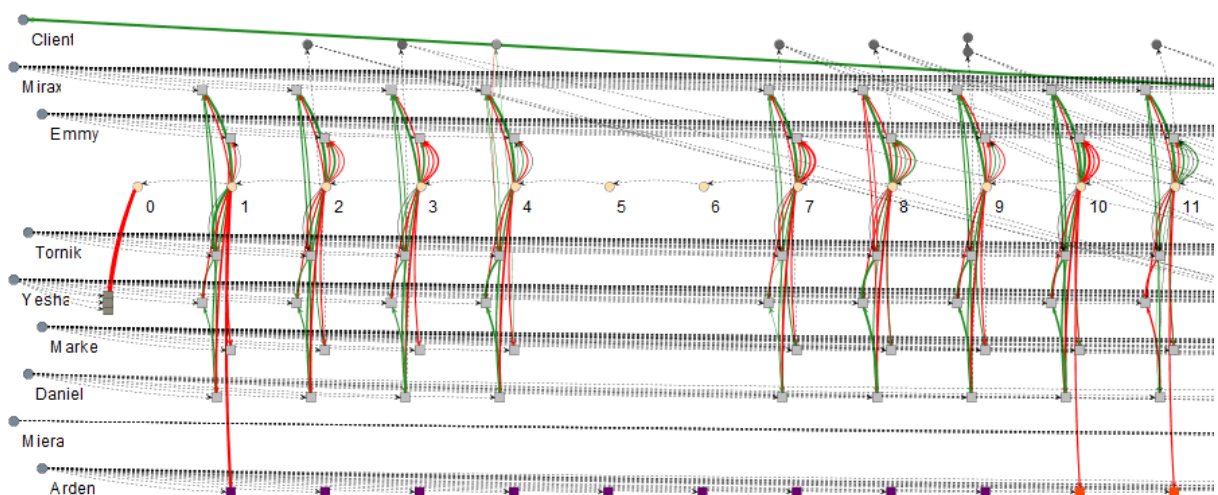 Client
Mirax
Emmy
0 1 2 3 4 5 6 7 8 9 10 11
Tornik
Yesha
Marke
Daniel
Miera
Arden